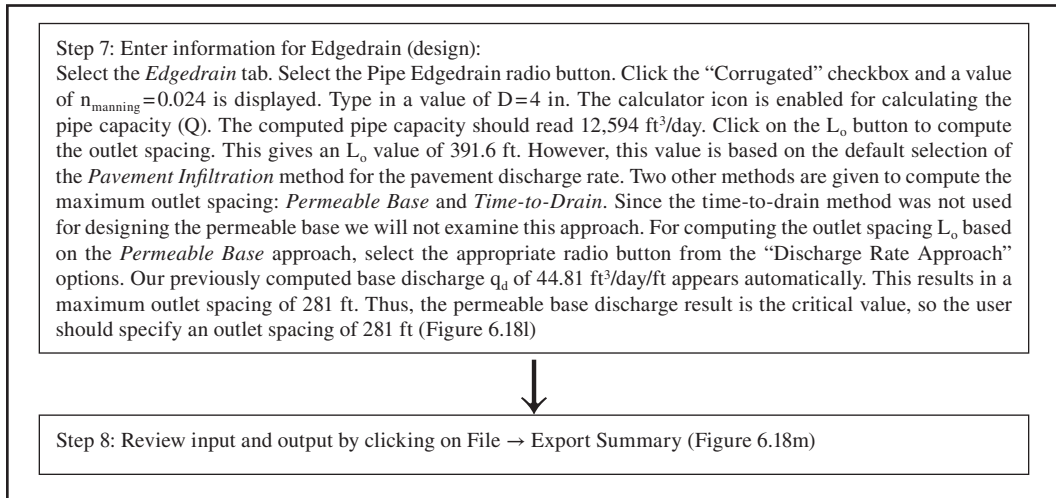 Step 7: Enter information for Edgedrain (design):
Select the Edgedrain tab. Select the Pipe Edgedrain radio button. Click the “Corrugated” checkbox and a value
of nmanning=0.024 is displayed. Type in a value of D=4 in. The calculator icon is enabled for calculating the
pipe capacity (Q). The computed pipe capacity should read 12,594 ft³/day. Click on the Lo button to compute
the outlet spacing. This gives an Lo value of 391.6 ft. However, this value is based on the default selection of
the Pavement Infiltration method for the pavement discharge rate. Two other methods are given to compute the
maximum outlet spacing: Permeable Base and Time-to-Drain. Since the time-to-drain method was not used
for designing the permeable base we will not examine this approach. For computing the outlet spacing Lo based
on the Permeable Base approach, select the appropriate radio button from the “Discharge Rate Approach”
options. Our previously computed base discharge qd of 44.81 ft³/day/ft appears automatically. This results in a
maximum outlet spacing of 281 ft. Thus, the permeable base discharge result is the critical value, so the user
should specify an outlet spacing of 281 ft (Figure 6.18l)
Step 8: Review input and output by clicking on File → Export Summary (Figure 6.18m)